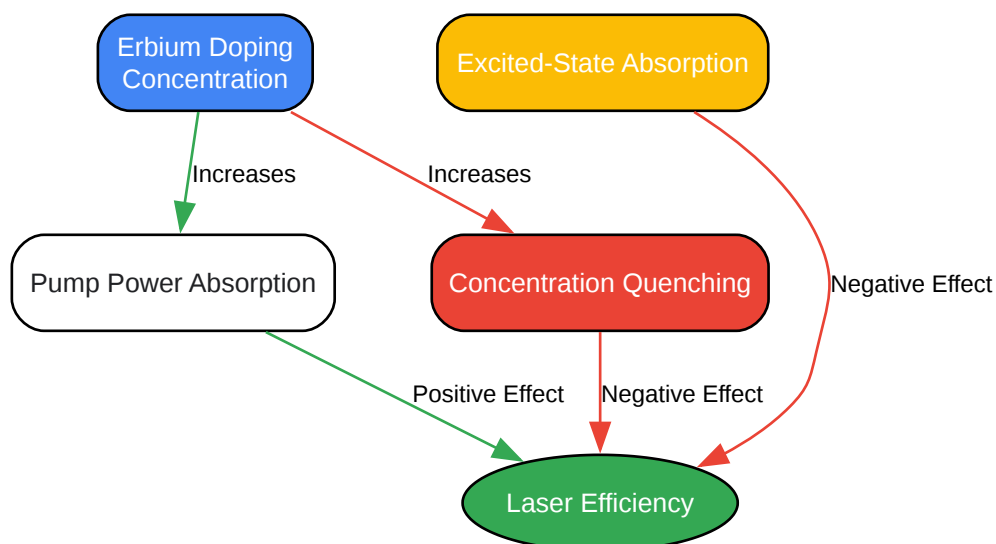 Erbium Doping
Concentration
Excited-State Absorption
Increases
Increases
Pump Power Absorption
Concentration Quenching
Negative Effect
Positive Effect
Negative Effect
Laser Efficiency